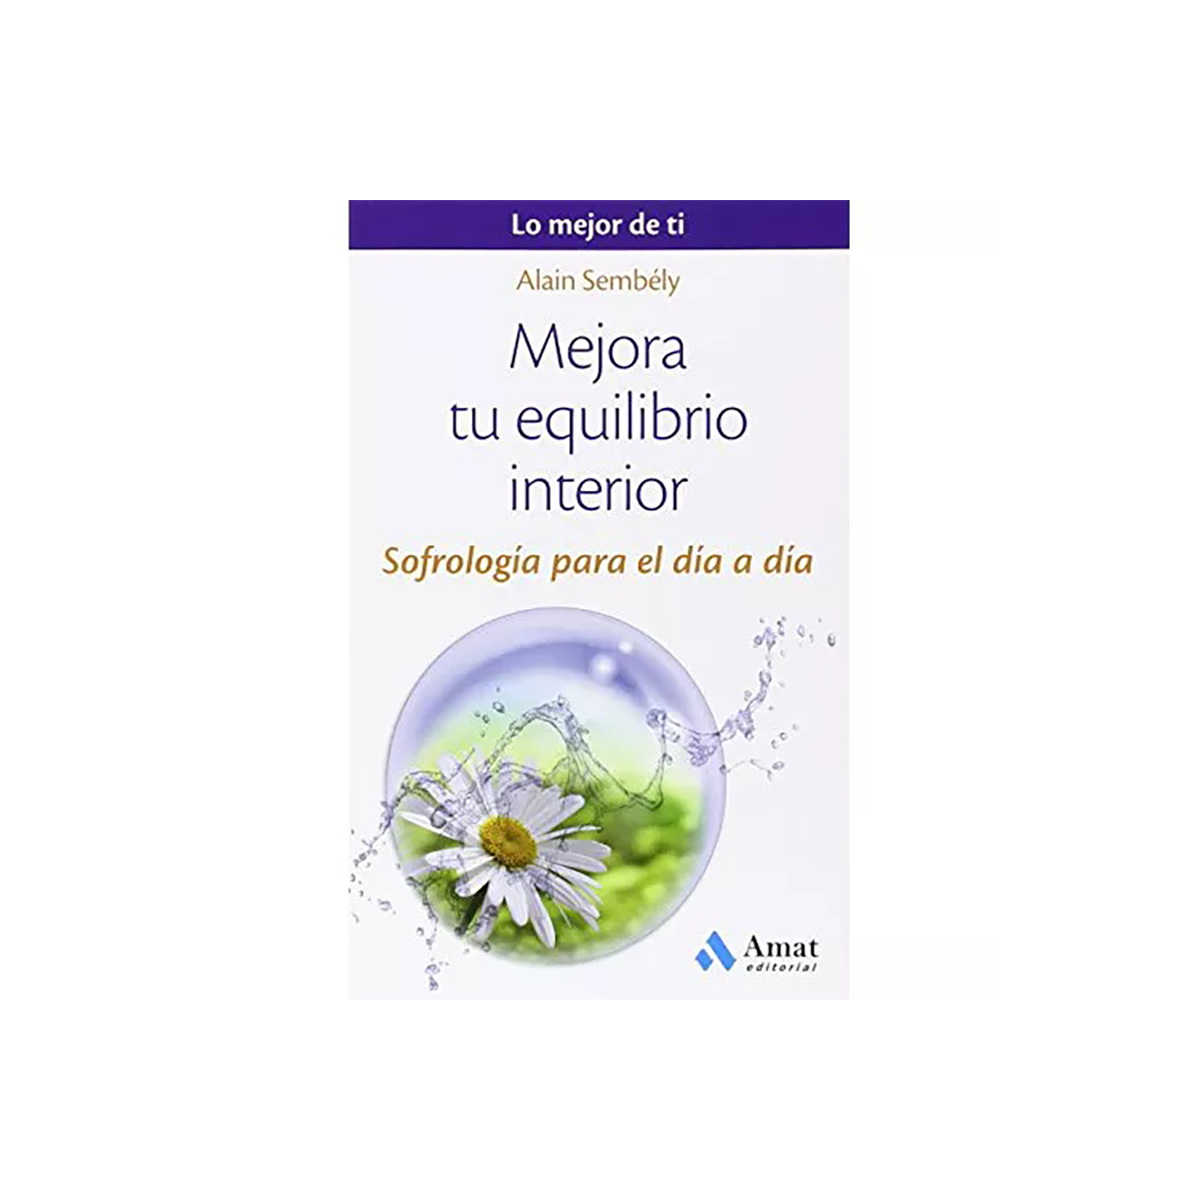 Lo mejor de ti
Alain Sembély
Mejora
tu equilibrio
interior
Sofrología para el día a día
Amat
editorial